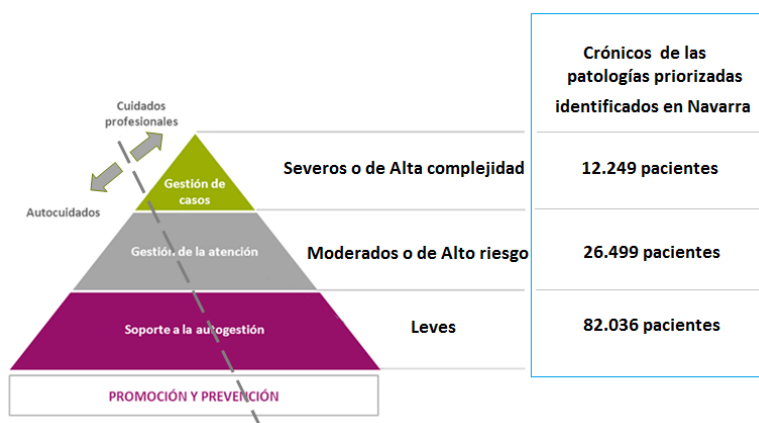 Crónicos de las
patologías priorizadas
identificados en Navarra
Cuidados
profesionales
Autocuidados
Gestión de
casos
Severos o de Alta complejidad
12.249 pacientes
Gestión de la atención
Moderados o de Alto riesgo
26.499 pacientes
Soporte a la autogestión
Leves
82.036 pacientes
PROMOCIÓN Y PREVENCIÓN